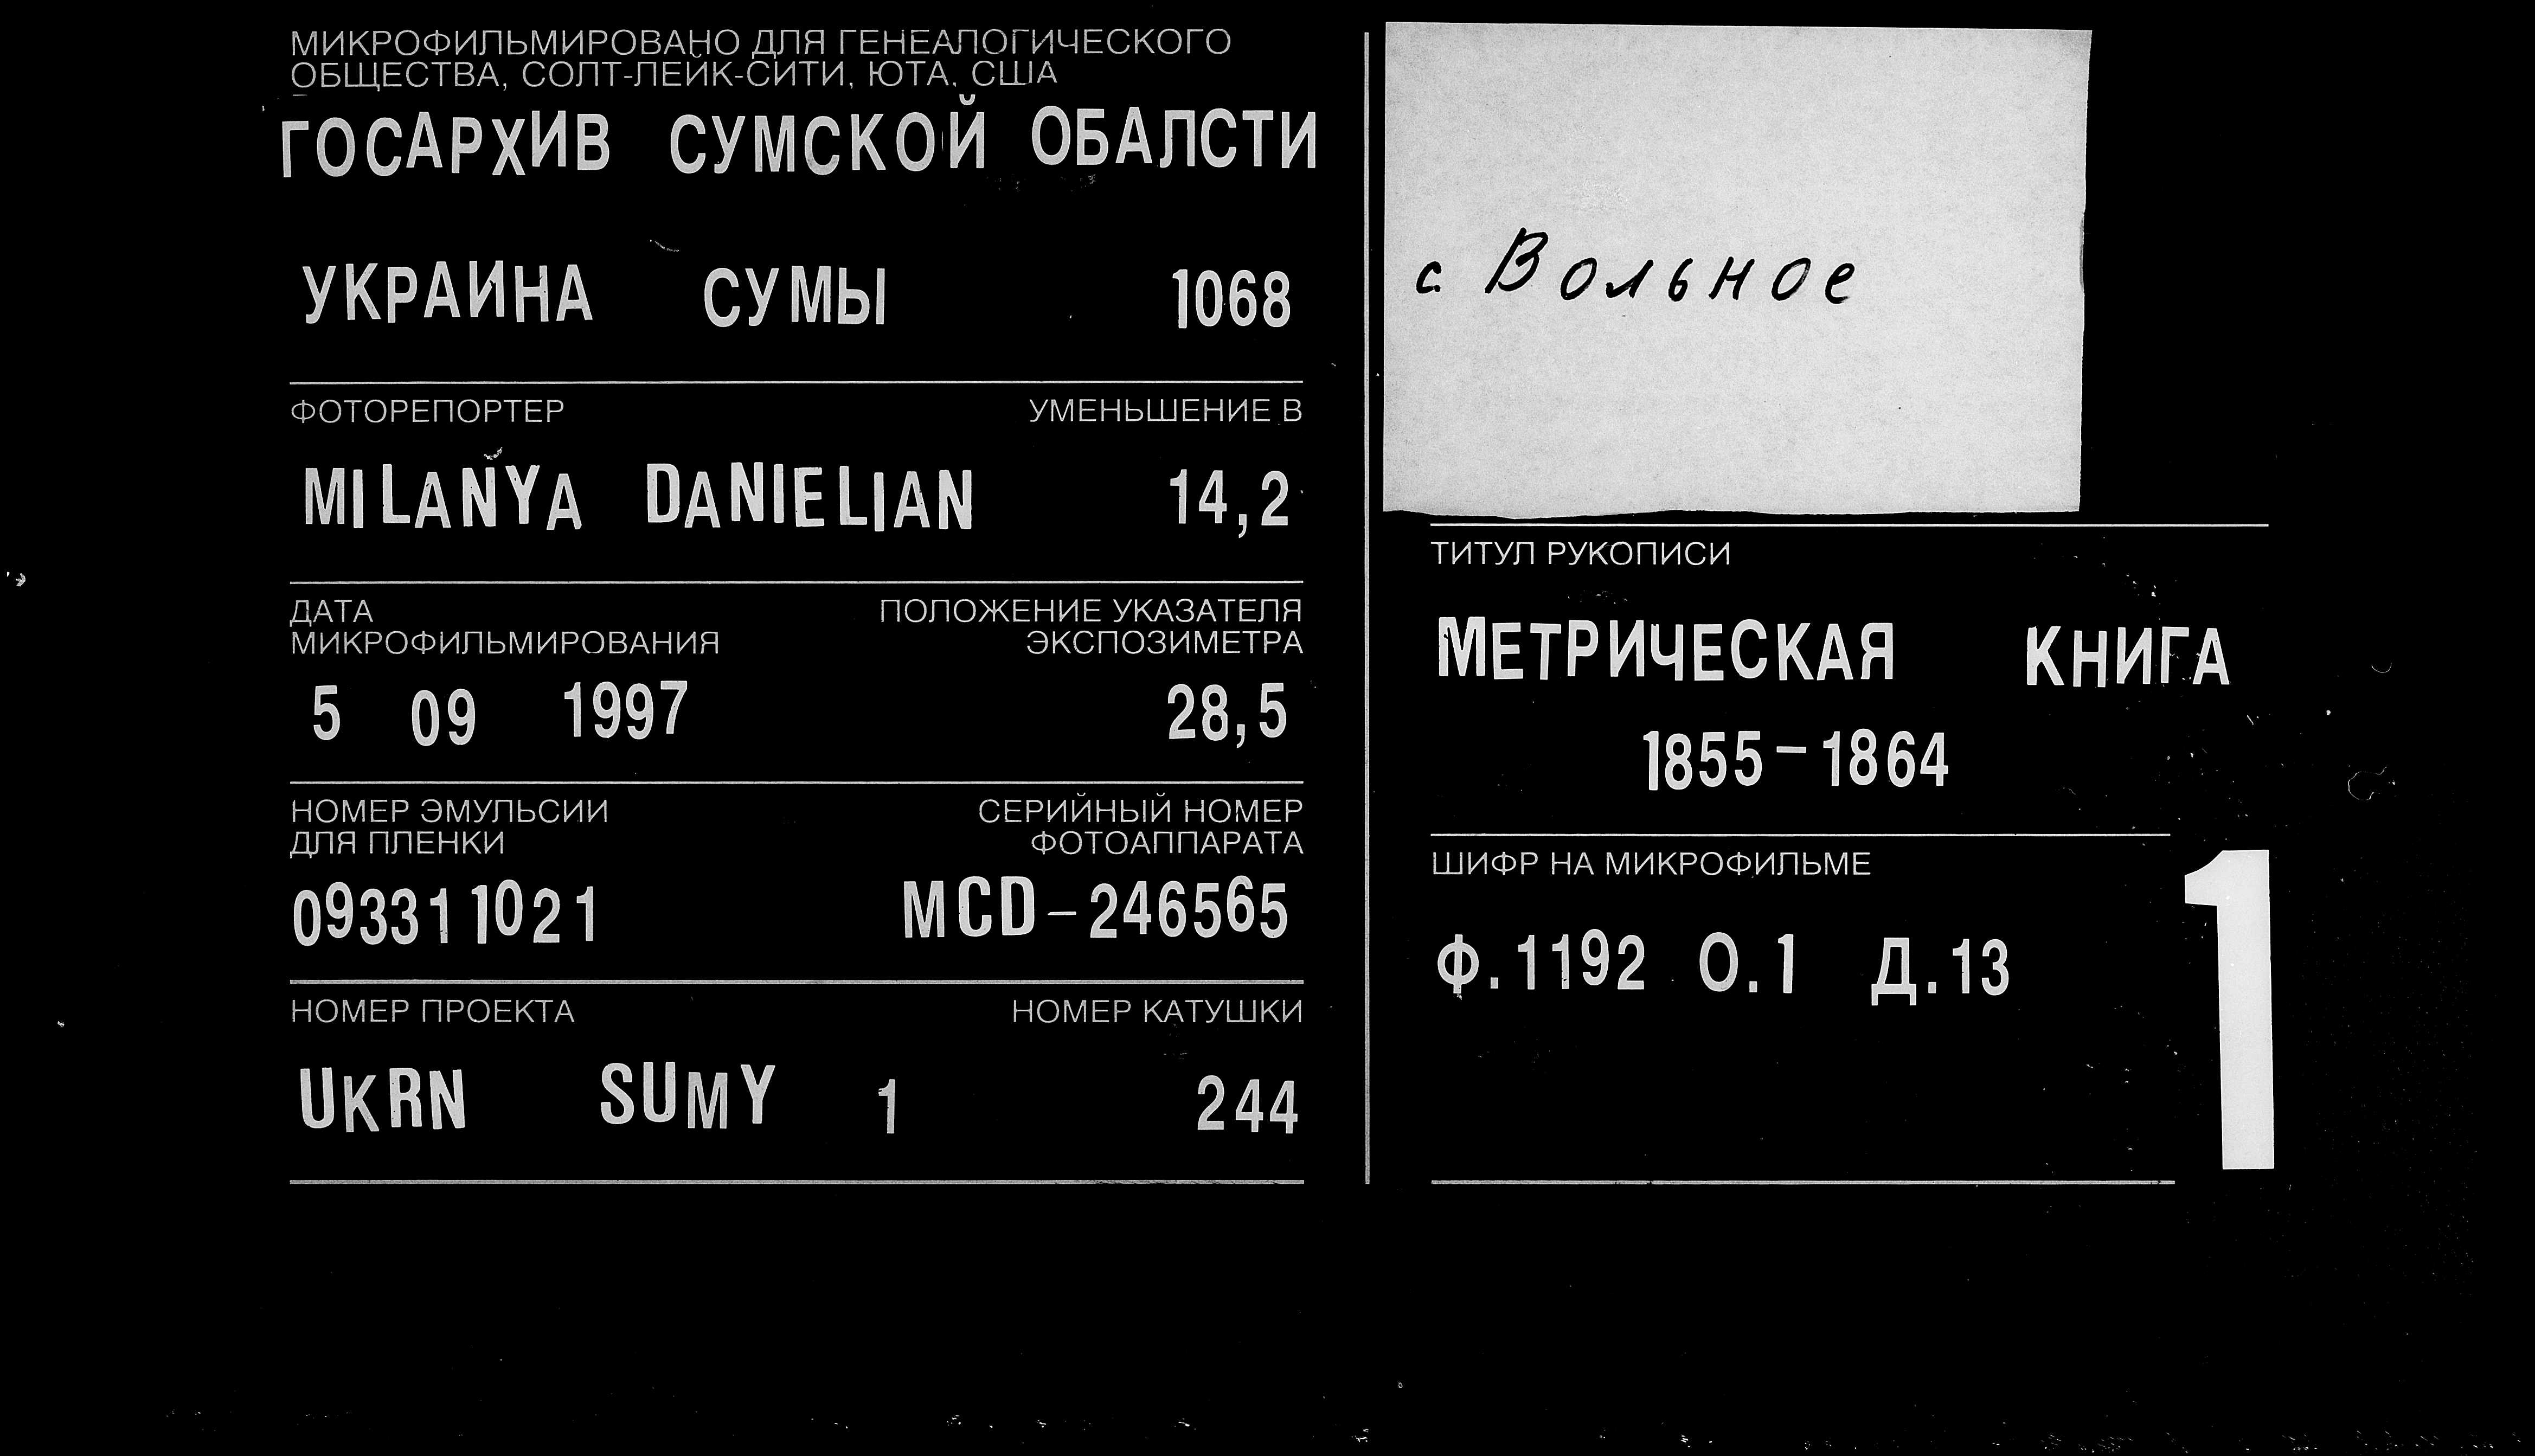 МИКРОФИЛЬМИРОВАНО ДЛЯ ГЕНЕАЛОГИЧЕСКОГО
ОБЩЕСТВА, СОЛТ-ЛЕЙК-СИТИ, ЮТА, США
ГОСАРХИВ СУМСКОЙ ОБАЛСТИ
УКРАИНА СУМЫ 1068
ФОТОРЕПОРТЕР УМЕНЬШЕНИЕ В
MILANYA DANIELIAN 14,2
ДАТА ПОЛОЖЕНИЕ УКАЗАТЕЛЯ
МИКРОФИЛЬМИРОВАНИЯ ЭКСПОЗИМЕТРА
5 09 1997 28,5
НОМЕР ЭМУЛЬСИИ СЕРИЙНЫЙ НОМЕР
ДЛЯ ПЛЕНКИ ФОТОАППАРАТА
093311021 MCD-246565
НОМЕР ПРОЕКТА НОМЕР КАТУШКИ
UKRN SUMY 1 244
с. Вольное
ТИТУЛ РУКОПИСИ
МЕТРИЧЕСКАЯ КНИГА
1855-1864
ШИФР НА МИКРОФИЛЬМЕ
Ф.1192 О.1 Д.13
1